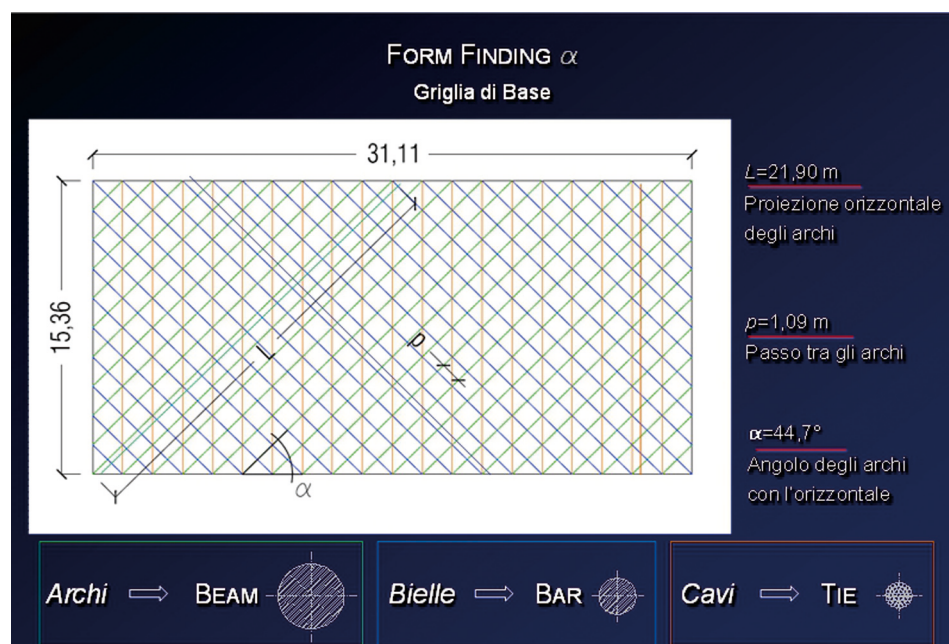 FORM FINDING α
Griglia di Base
31,11
15,36
L
p
α
L=21,90 m
Proiezione orizzontale
degli archi
p=1,09 m
Passo tra gli archi
α=44,7°
Angolo degli archi
con l'orizzontale
Archi ⇨ BEAM
Bielle ⇨ BAR
Cavi ⇨ TIE